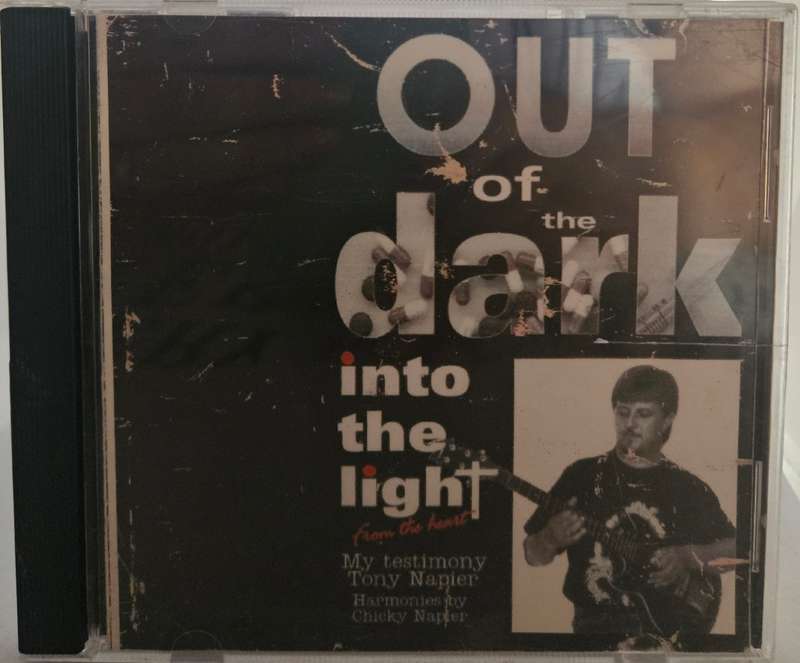 OUT
of
the
dark
into
the
light
from the heart
My testimony
Tony Napier
Harmonies by
Chicky Napier